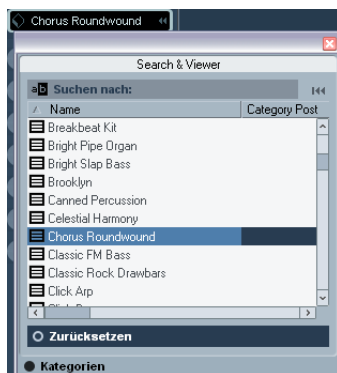 Chorus Roundwound
Search & Viewer
ab Suchen nach:
/ Name Category Post
Breakbeat Kit
Bright Pipe Organ
Bright Slap Bass
Brooklyn
Canned Percussion
Celestial Harmony
Chorus Roundwound
Classic FM Bass
Classic Rock Drawbars
Click Arp
Zurücksetzen
Kategorien